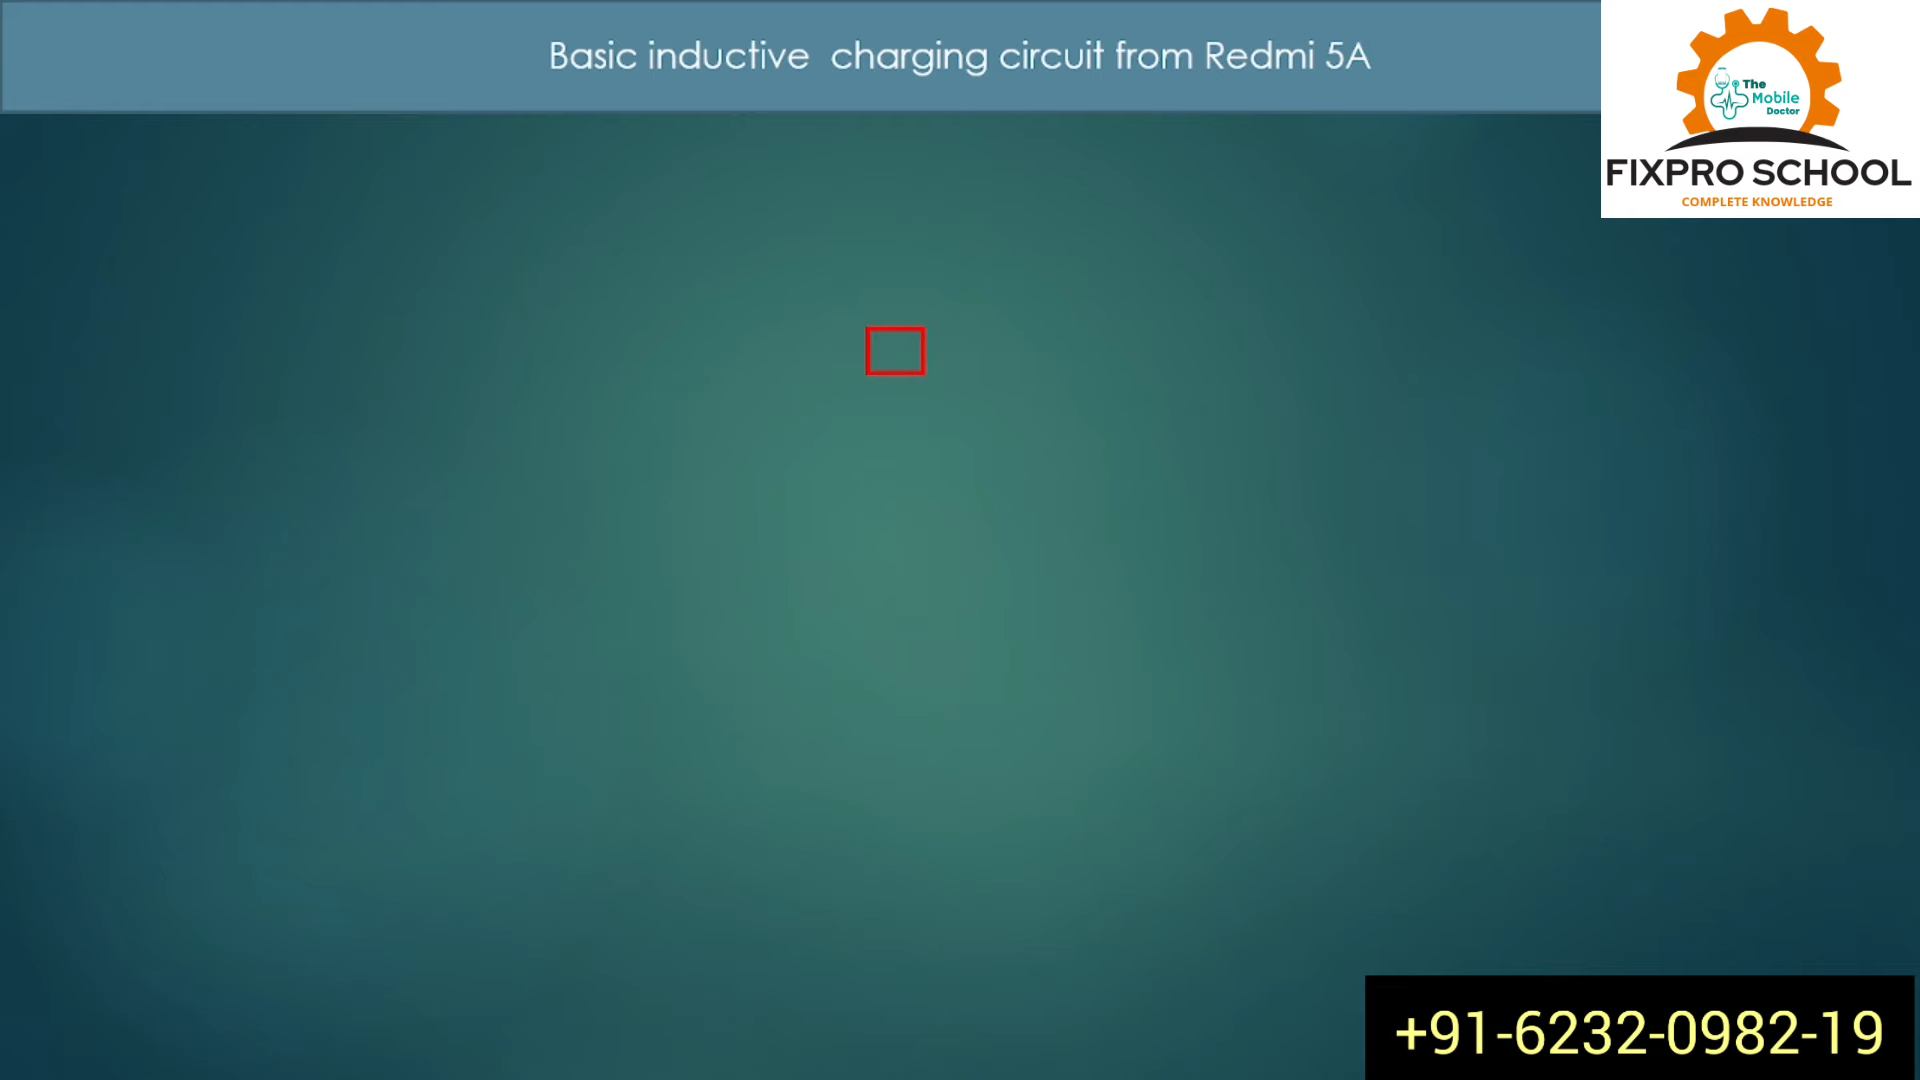 Basic inductive  charging circuit from Redmi 5A
The
Mobile
Doctor
FIXPRO SCHOOL
COMPLETE KNOWLEDGE
+91-6232-0982-19